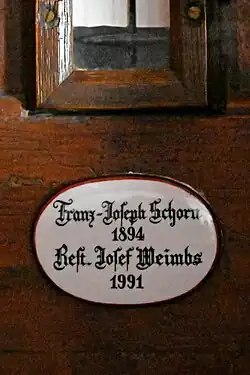 Franz-Joseph Schorn
1894
Rest. Josef Weimbs
1991